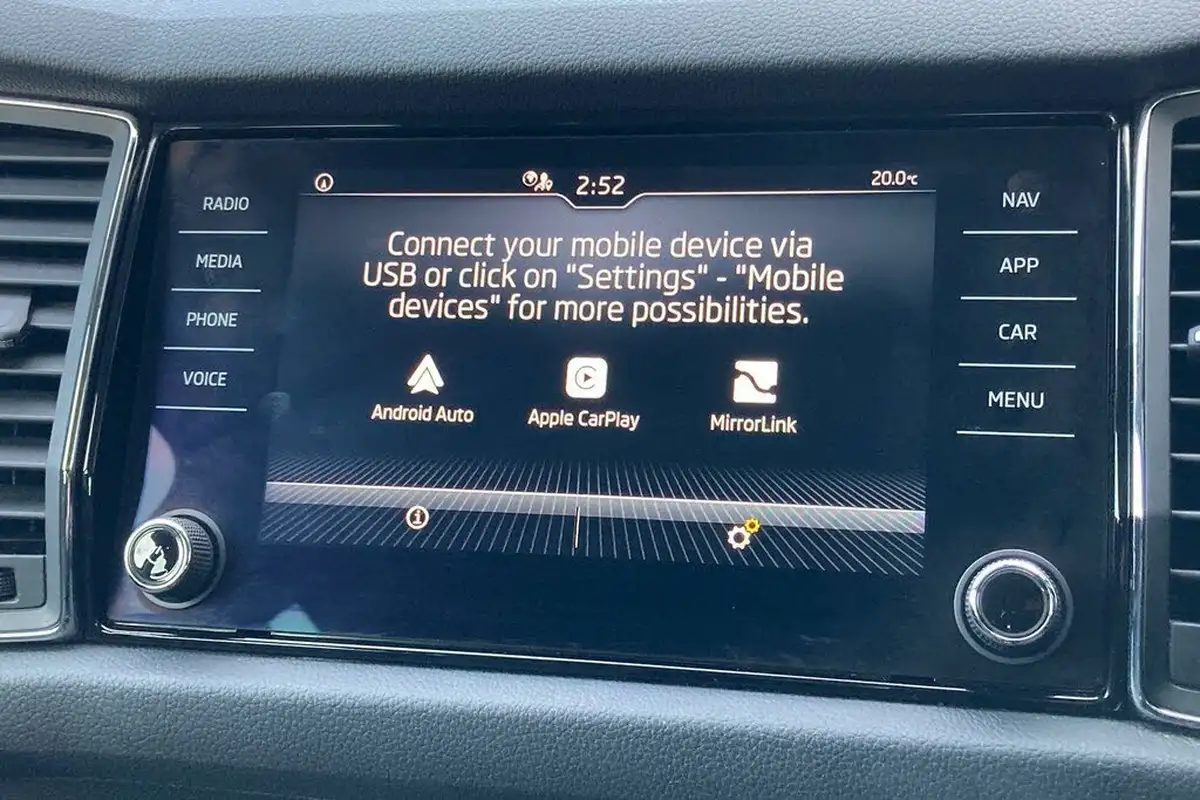 2:52
20.0°C
RADIO
MEDIA
PHONE
VOICE
Connect your mobile device via
USB or click on "Settings" - "Mobile
devices" for more possibilities.
Android Auto
Apple CarPlay
MirrorLink
NAV
APP
CAR
MENU